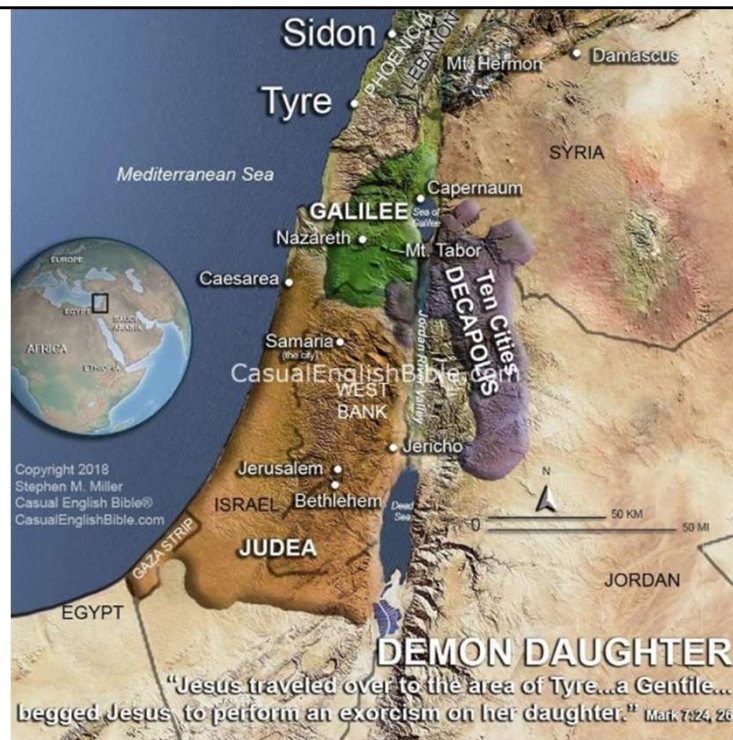 Sidon
PHOENICIA
LEBANON
Mt. Hermon
Damascus
Tyre
SYRIA
Mediterranean Sea
Capernaum
GALILEE
Sea of
Galilee
Nazareth
Mt. Tabor
Ten Cities
DECAPOLIS
Caesarea
EUROPE
EGYPT
SAUDI
ARABIA
AFRICA
ETHIOPIA
Samaria
(the city)
Jordan River Valley
CasualEnglishBible.com
WEST
BANK
Jericho
Jerusalem
Bethlehem
Dead
Sea
Copyright 2018
Stephen M. Miller
Casual English Bible®
CasualEnglishBible.com
ISRAEL
GAZA STRIP
JUDEA
N
0
50 KM
50 MI
JORDAN
EGYPT
DEMON DAUGHTER
"Jesus traveled over to the area of Tyre...a Gentile...
begged Jesus to perform an exorcism on her daughter." Mark 7:24, 26